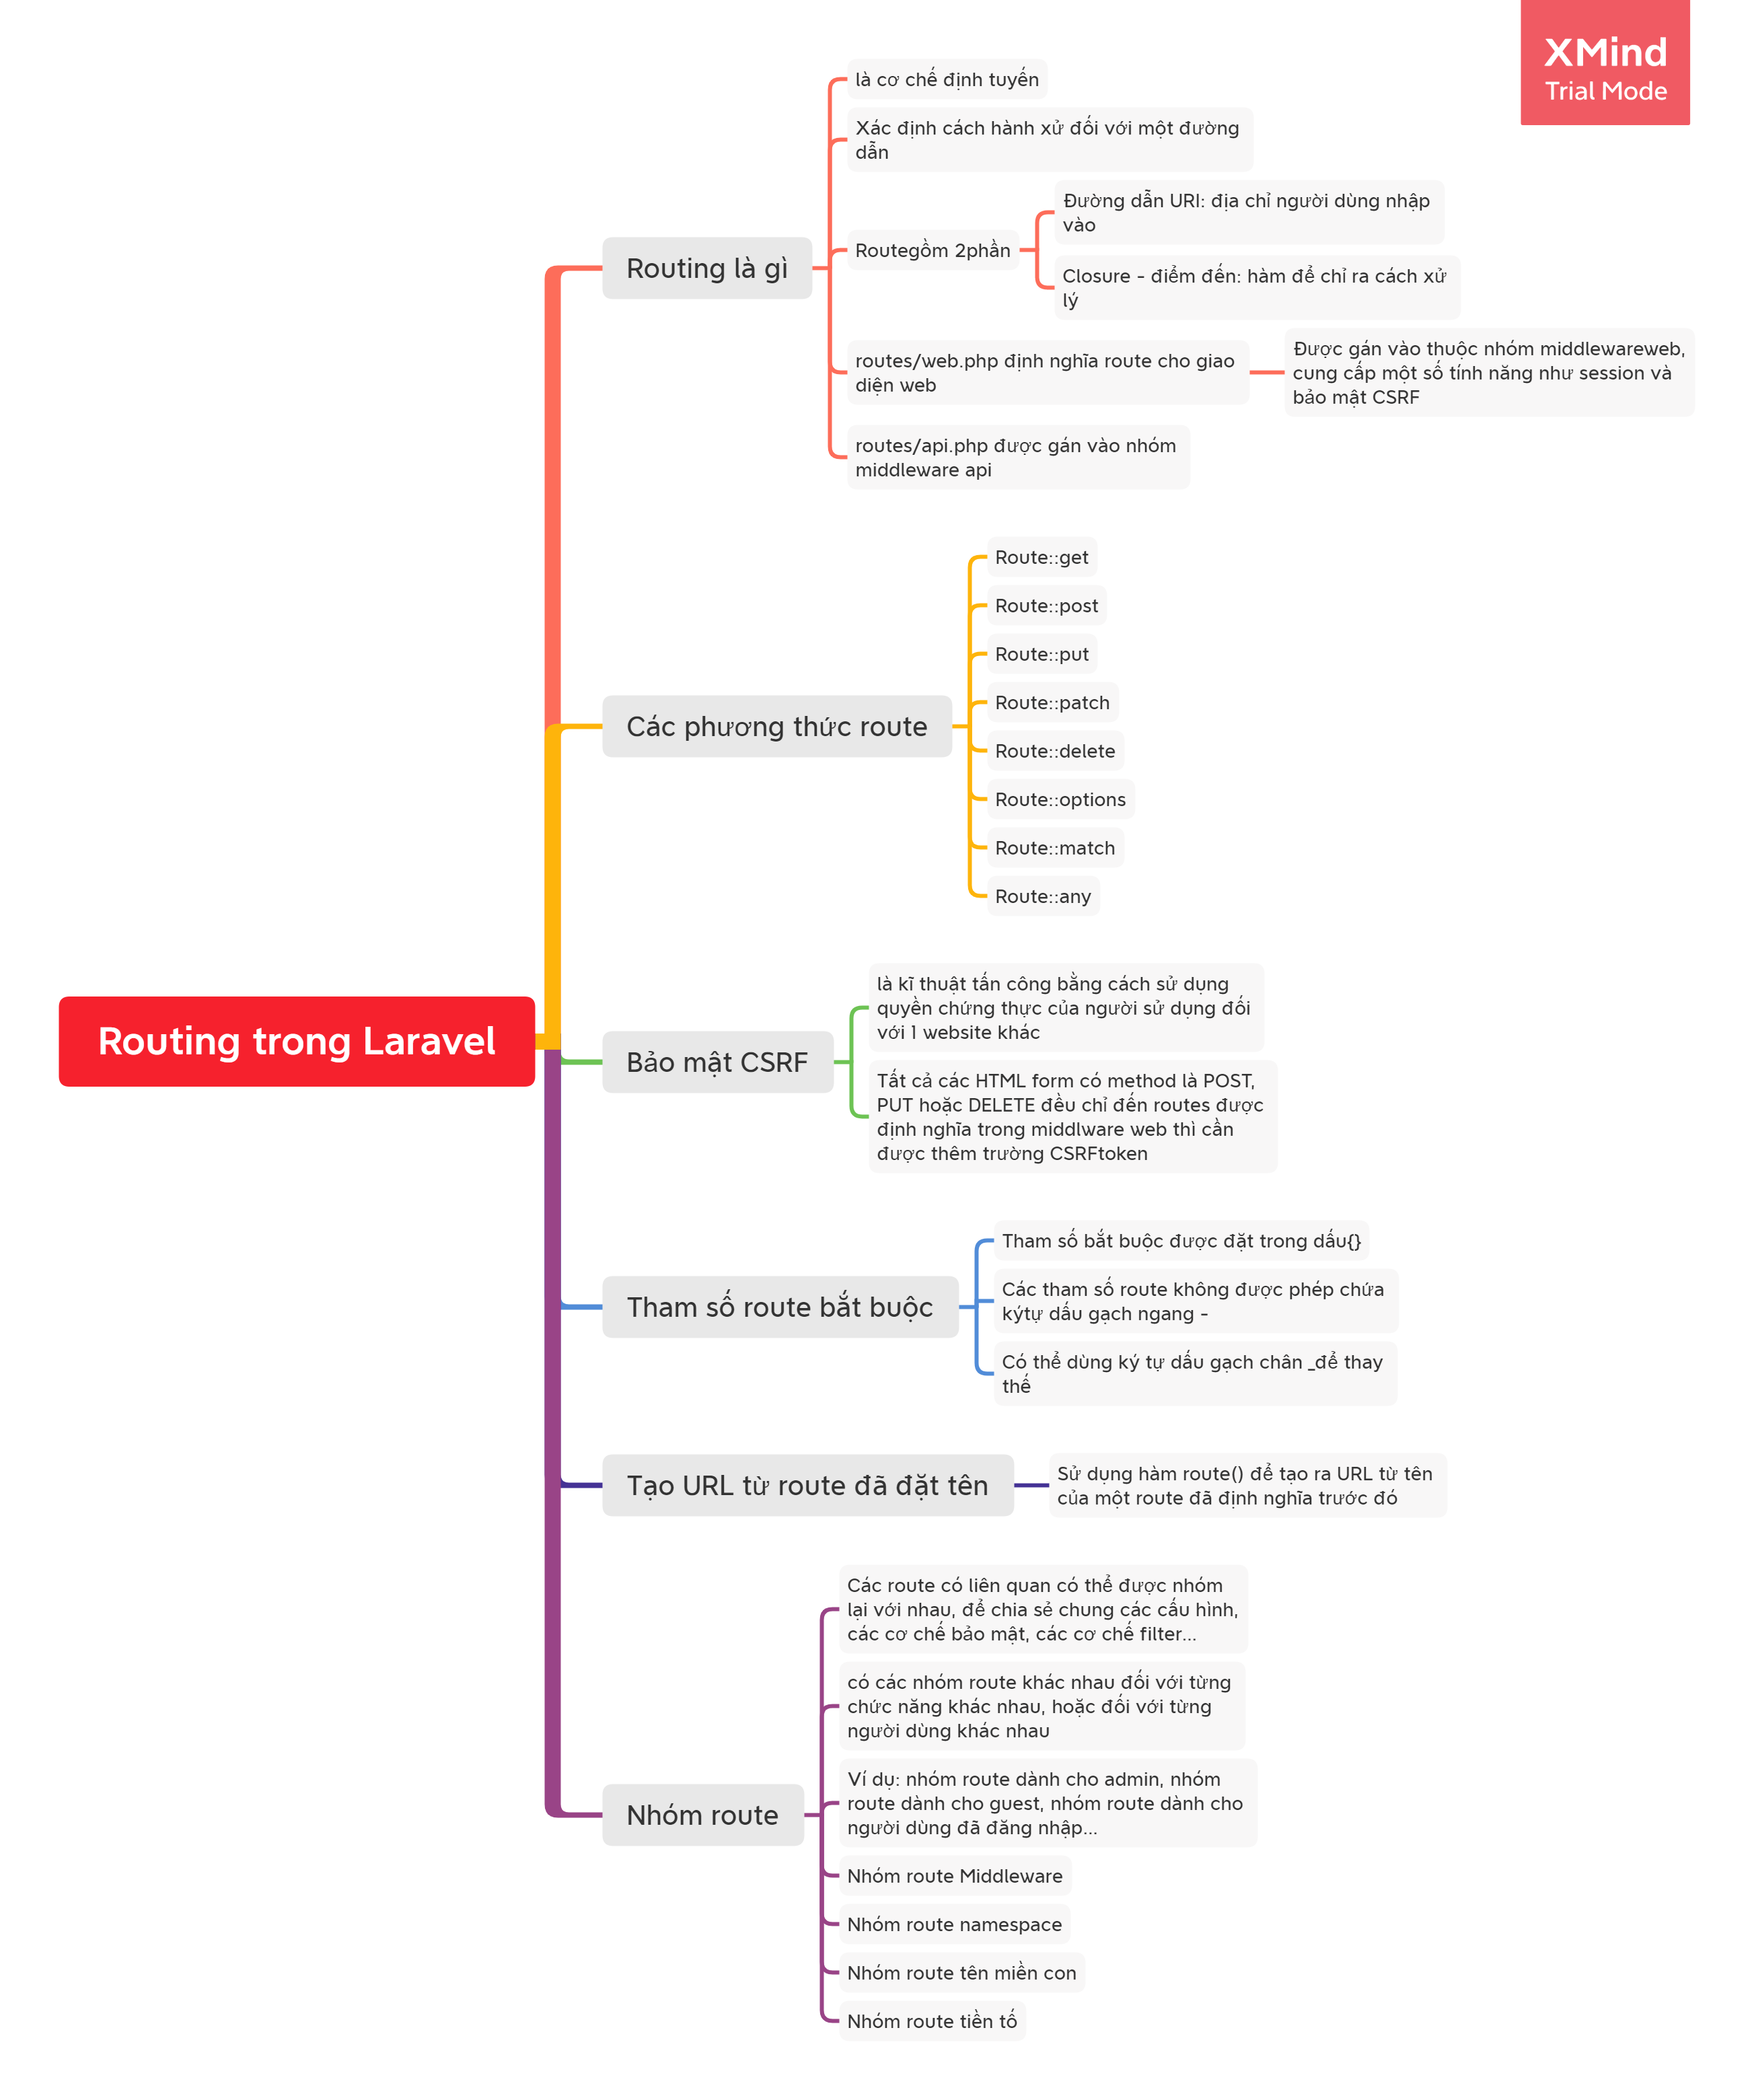 XMind
Trial Mode
Routing trong Laravel
Routing là gì
là cơ chế định tuyến
Xác định cách hành xử đối với một đường
dẫn
Routegồm 2phần
Đường dẫn URI: địa chỉ người dùng nhập
vào
Closure - điểm đến: hàm để chỉ ra cách xử
lý
routes/web.php định nghĩa route cho giao
diện web
Được gán vào thuộc nhóm middlewareweb,
cung cấp một số tính năng như session và
bảo mật CSRF
routes/api.php được gán vào nhóm
middleware api
Các phương thức route
Route::get
Route::post
Route::put
Route::patch
Route::delete
Route::options
Route::match
Route::any
Bảo mật CSRF
là kĩ thuật tấn công bằng cách sử dụng
quyền chứng thực của người sử dụng đối
với 1 website khác
Tất cả các HTML form có method là POST,
PUT hoặc DELETE đều chỉ đến routes được
định nghĩa trong middlware web thì cần
được thêm trường CSRFtoken
Tham số route bắt buộc
Tham số bắt buộc được đặt trong dấu{}
Các tham số route không được phép chứa
kýtự dấu gạch ngang -
Có thể dùng ký tự dấu gạch chân _để thay
thế
Tạo URL từ route đã đặt tên
Sử dụng hàm route() để tạo ra URL từ tên
của một route đã định nghĩa trước đó
Nhóm route
Các route có liên quan có thể được nhóm
lại với nhau, để chia sẻ chung các cấu hình,
các cơ chế bảo mật, các cơ chế filter...
có các nhóm route khác nhau đối với từng
chức năng khác nhau, hoặc đối với từng
người dùng khác nhau
Ví dụ: nhóm route dành cho admin, nhóm
route dành cho guest, nhóm route dành cho
người dùng đã đăng nhập...
Nhóm route Middleware
Nhóm route namespace
Nhóm route tên miền con
Nhóm route tiền tố